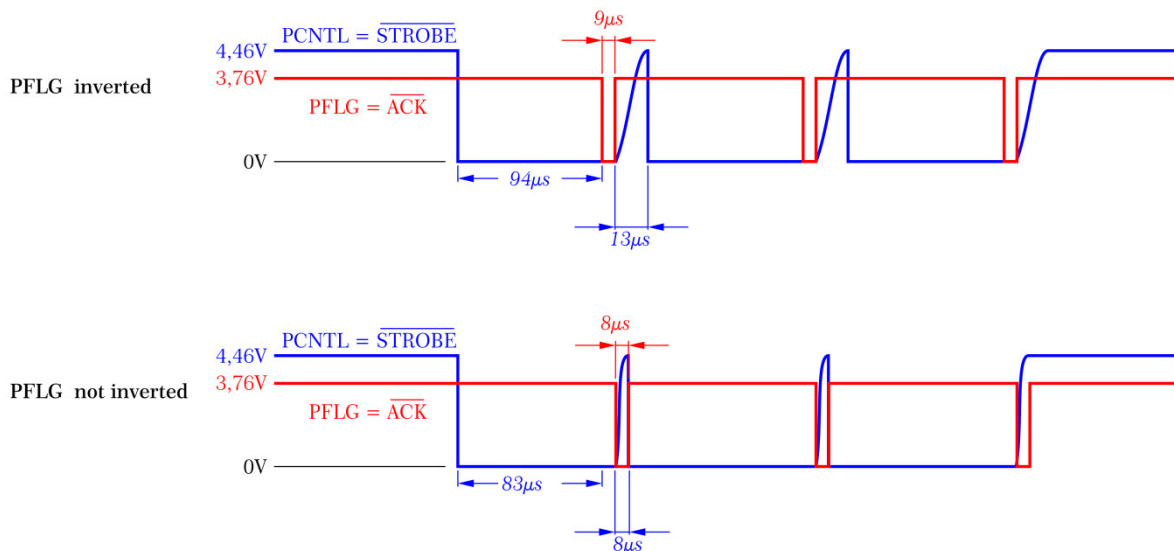 9µs
PCNTL = STROBE
4,46V
3,76V
PFLG inverted
PFLG = ACK
0V
94µs
13µs
8µs
PCNTL = STROBE
4,46V
3,76V
PFLG not inverted
PFLG = ACK
0V
83µs
8µs